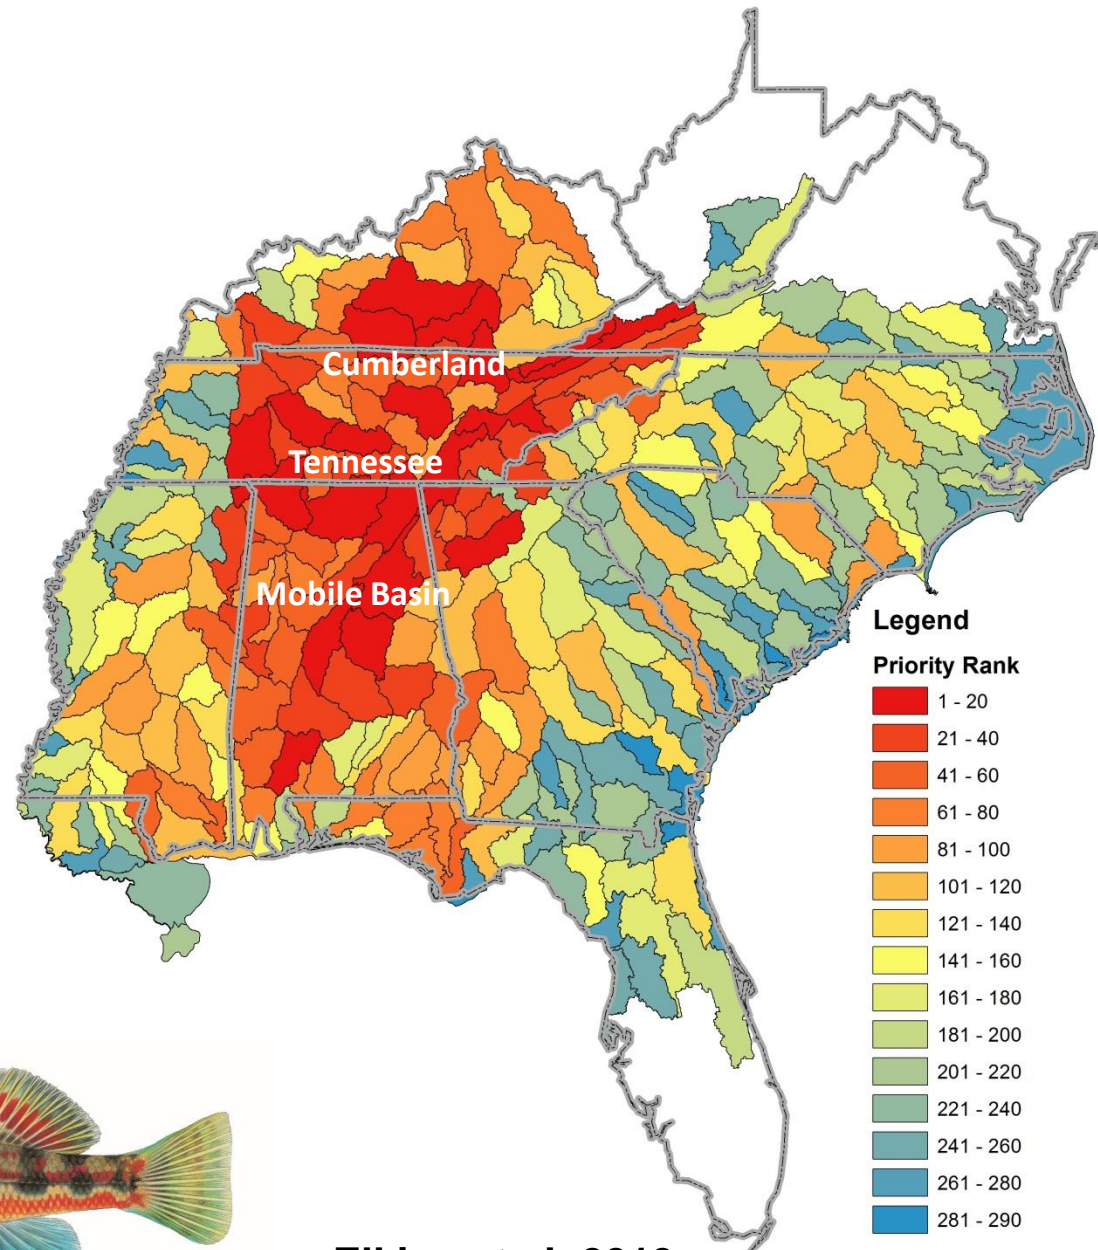 Cumberland
Tennessee
Mobile Basin
Legend
Priority Rank
1 - 20
21 - 40
41 - 60
61 - 80
81 - 100
101 - 120
121 - 140
141 - 160
161 - 180
181 - 200
201 - 220
221 - 240
241 - 260
261 - 280
281 - 290